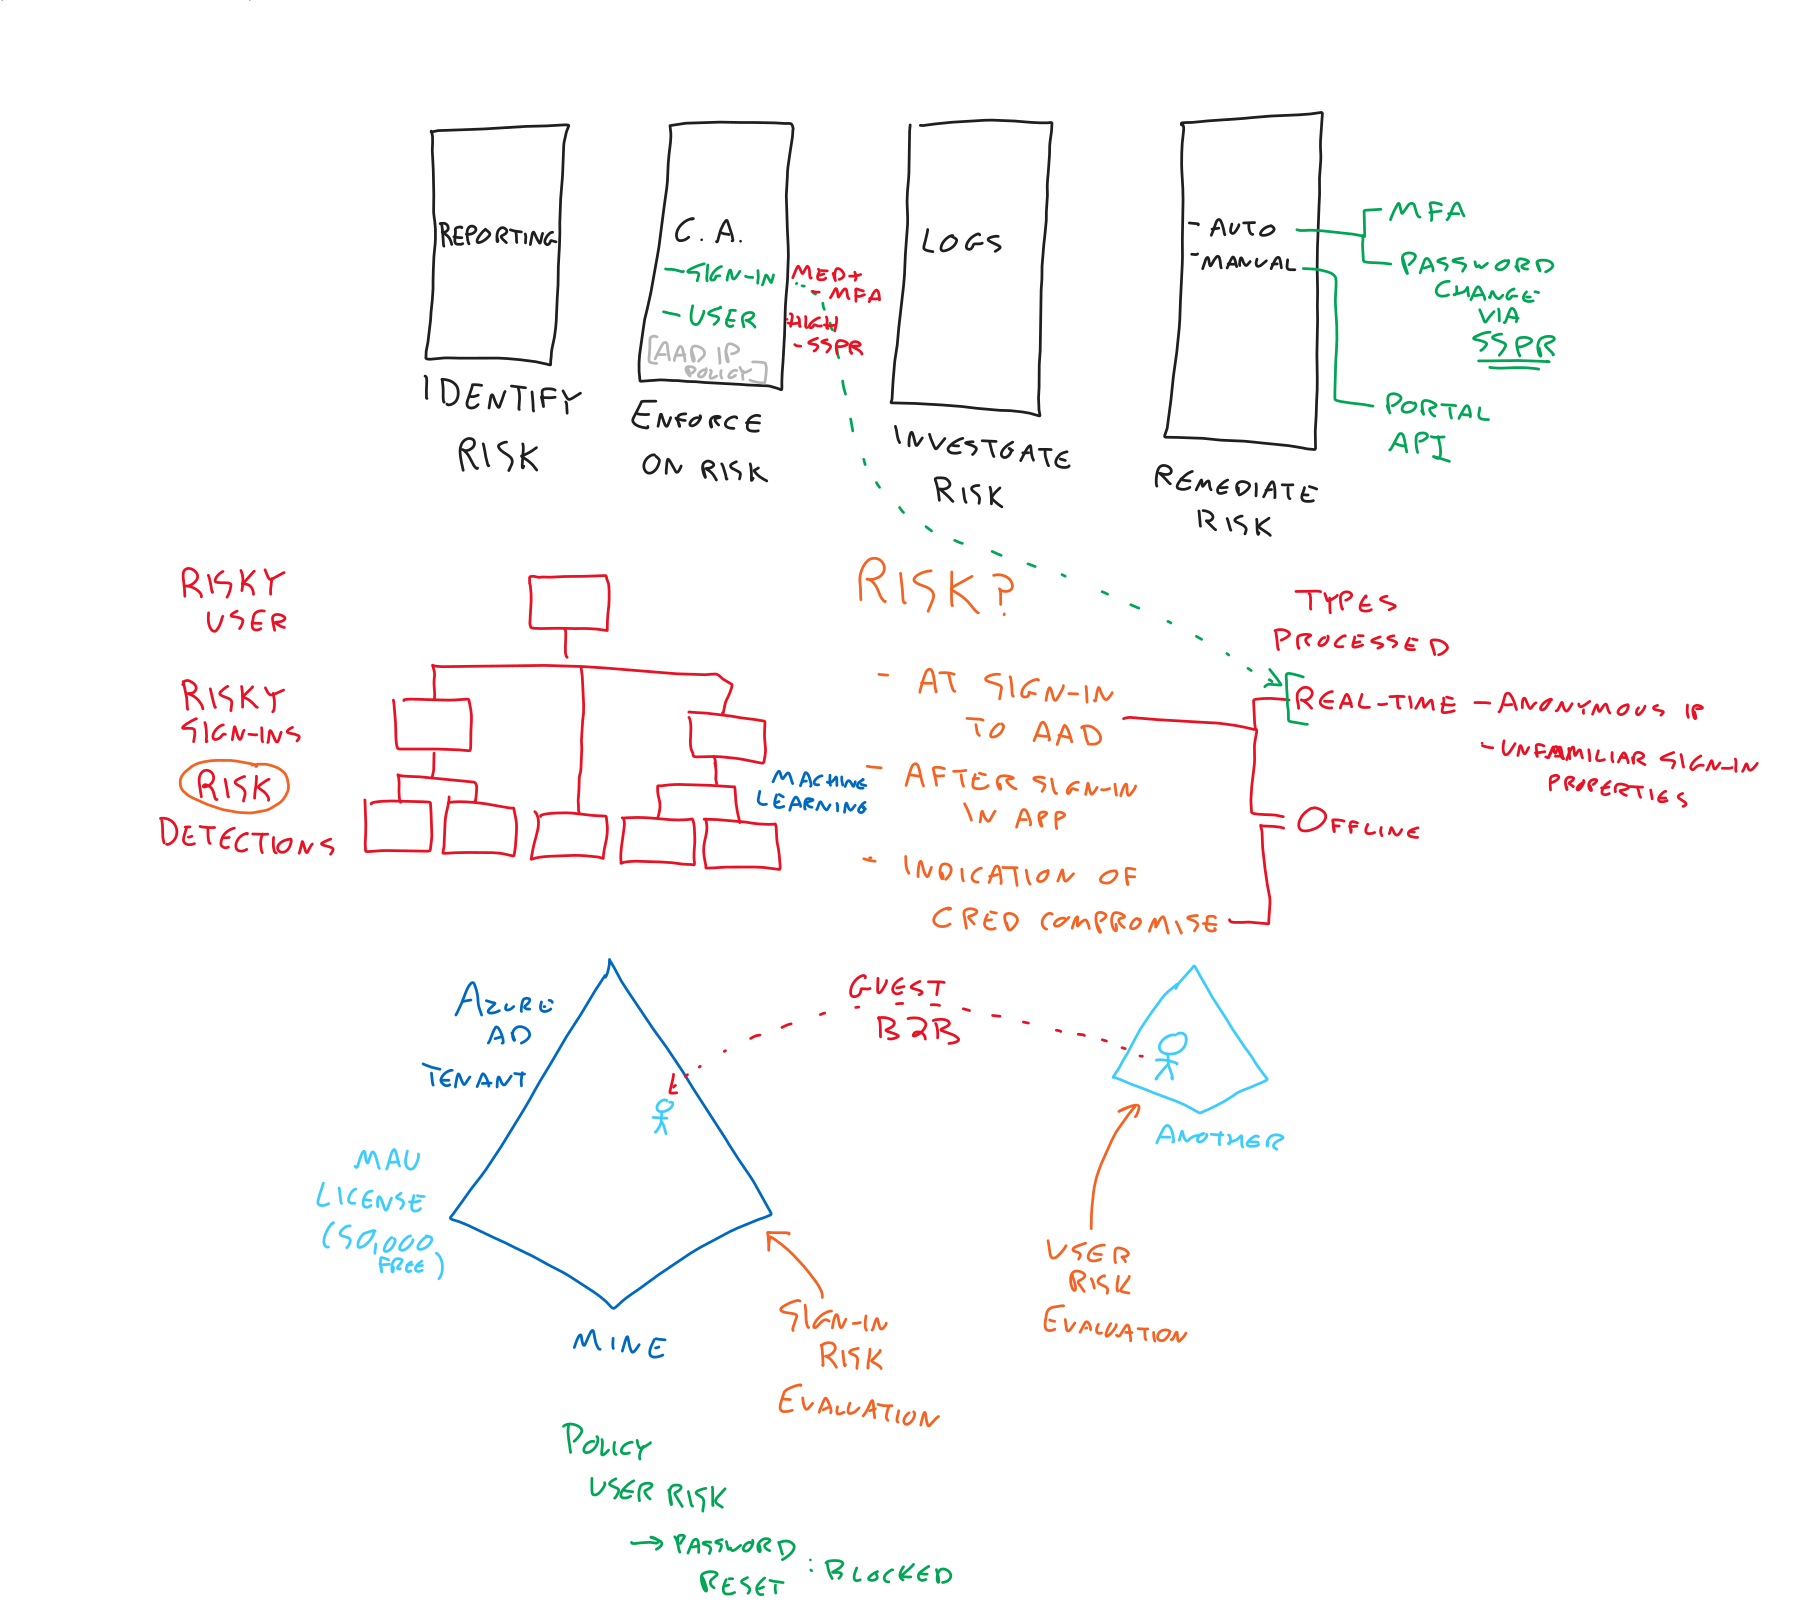 REPORTING
IDENTIFY
RISK
C.A.
- SIGN-IN
- USER
[AAD IP
POLICY]
MED+
- MFA
HIGH
- SSPR
ENFORCE
ON RISK
LOGS
INVESTGATE
RISK
- AUTO
- MANUAL
REMEDIATE
RISK
- MFA
- PASSWORD
CHANGE
VIA
SSPR
- PORTAL
API
RISKY
USER
RISKY
SIGN-INS
RISK
DETECTIONS
MACHINE
LEARNING
RISK?
- AT SIGN-IN
TO AAD
- AFTER SIGN-IN
IN APP
- INDICATION OF
CRED COMPROMISE
TYPES
PROCESSED
REAL-TIME - ANONYMOUS IP
- UNFAMILIAR SIGN-IN
PROPERTIES
OFFLINE
AZURE
AD
TENANT
MAU
LICENSE
(50,000
FREE)
MINE
GUEST
B2B
ANOTHER
SIGN-IN
RISK
EVALUATION
USER
RISK
EVALUATION
POLICY
USER RISK
→ PASSWORD
RESET : BLOCKED